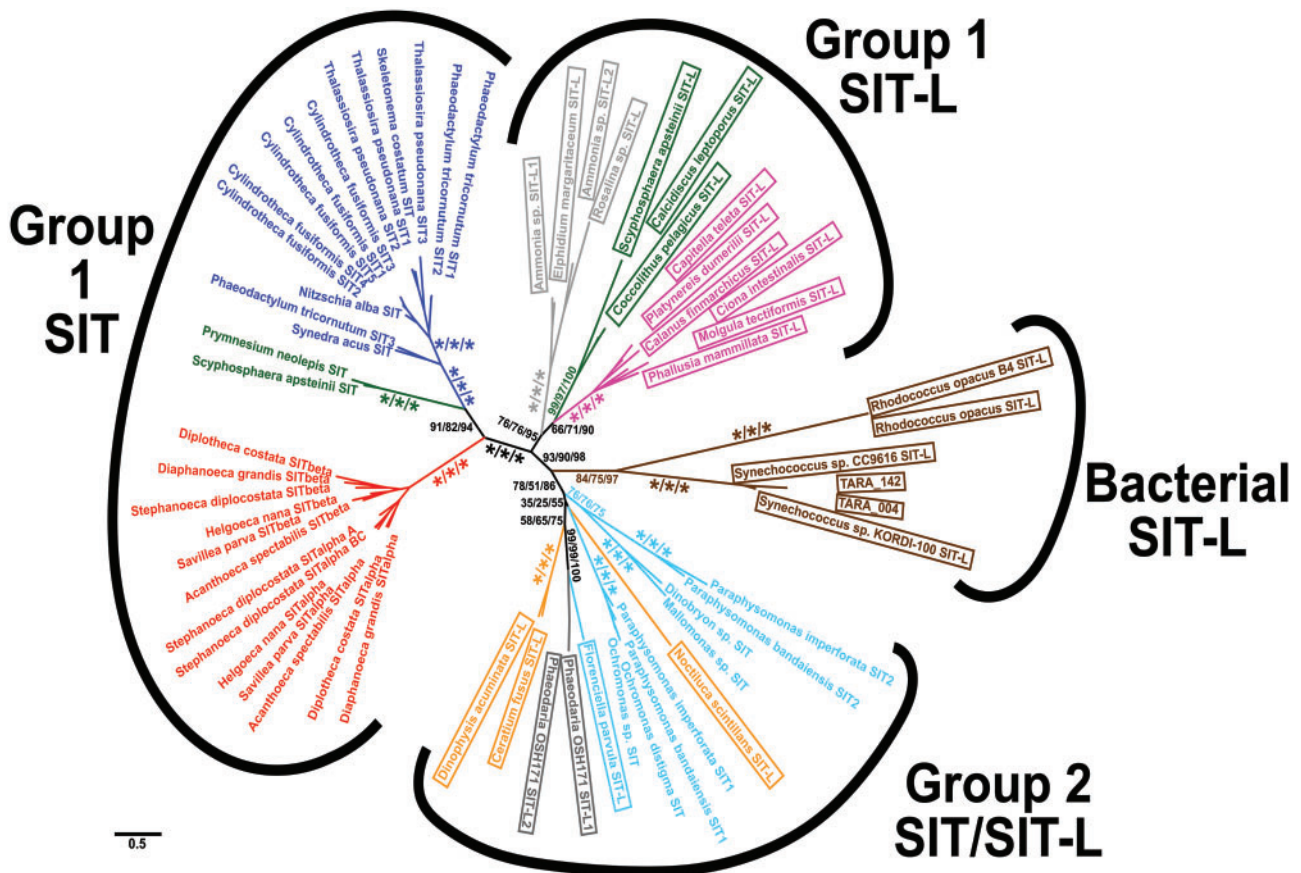 Group 1
SIT
Group 1
SIT-L
Bacterial
SIT-L
Group 2
SIT/SIT-L
Phaeodactylum tricornutum SIT1
Phaeodactylum tricornutum SIT2
Thalassiosira pseudonana SIT3
Skeletonema costatum SIT
Thalassiosira pseudonana SIT1
Thalassiosira pseudonana SIT2
Cylindrotheca fusiformis SIT3
Cylindrotheca fusiformis SIT1
Cylindrotheca fusiformis SIT5
Cylindrotheca fusiformis SIT4
Cylindrotheca fusiformis SIT2
Nitzschia alba SIT
Phaeodactylum tricornutum SIT3
Synedra acus SIT
Prymnesium neolepis SIT
Scyphosphaera apsteinii SIT
Diplotheca costata SITbeta
Diaphanoeca grandis SITbeta
Stephanoeca diplocostata SITbeta
Helgoeca nana SITbeta
Savillea parva SITbeta
Acanthoeca spectabilis SITbeta
Stephanoeca diplocostata SITalpha A
Stephanoeca diplocostata SITalpha BC
Helgoeca nana SITalpha
Savillea parva SITalpha
Acanthoeca spectabilis SITalpha
Diplotheca costata SITalpha
Diaphanoeca grandis SITalpha
Ammonia sp. SIT-L1
Elphidium margaritaceum SIT-L
Ammonia sp. SIT-L2
Rosalina sp. SIT-L
Scyphosphaera apsteinii SIT-L
Calcidiscus leptoporus SIT-L
Coccolithus pelagicus SIT-L
Capitella teleta SIT-L
Platynereis dumerilii SIT-L
Calanus finmarchicus SIT-L
Ciona intestinalis SIT-L
Molgula tectiformis SIT-L
Phallusia mammillata SIT-L
Rhodococcus opacus B4 SIT-L
Rhodococcus opacus SIT-L
Synechococcus sp. CC9616 SIT-L
TARA_142
TARA_004
Synechococcus sp. KORDI-100 SIT-L
Paraphysomonas imperforata SIT2
Paraphysomonas bandaiensis SIT2
Dinobryon sp. SIT
Mallomonas sp. SIT
Noctiluca scintillans SIT-L
Paraphysomonas imperforata SIT1
Paraphysomonas bandaiensis SIT1
Ochromonas distigma SIT
Ochromonas sp. SIT
Florenciella parvula SIT-L
Phaeodaria OSH171 SIT-L1
Phaeodaria OSH171 SIT-L2
Ceratium fusus SIT-L
Dinophysis acuminata SIT-L
*/*/*
*/*/*
*/*/*
91/82/94
*/*/*
*/*/*
76/76/95
*/*/*
99/97/100
66/71/90
*/*/*
93/90/98
84/75/97
*/*/*
*/*/*
78/51/86
35/25/55
58/65/75
76/76/75
*/*/*
*/*/*
*/*/*
99/99/100
*/*/*
0.5